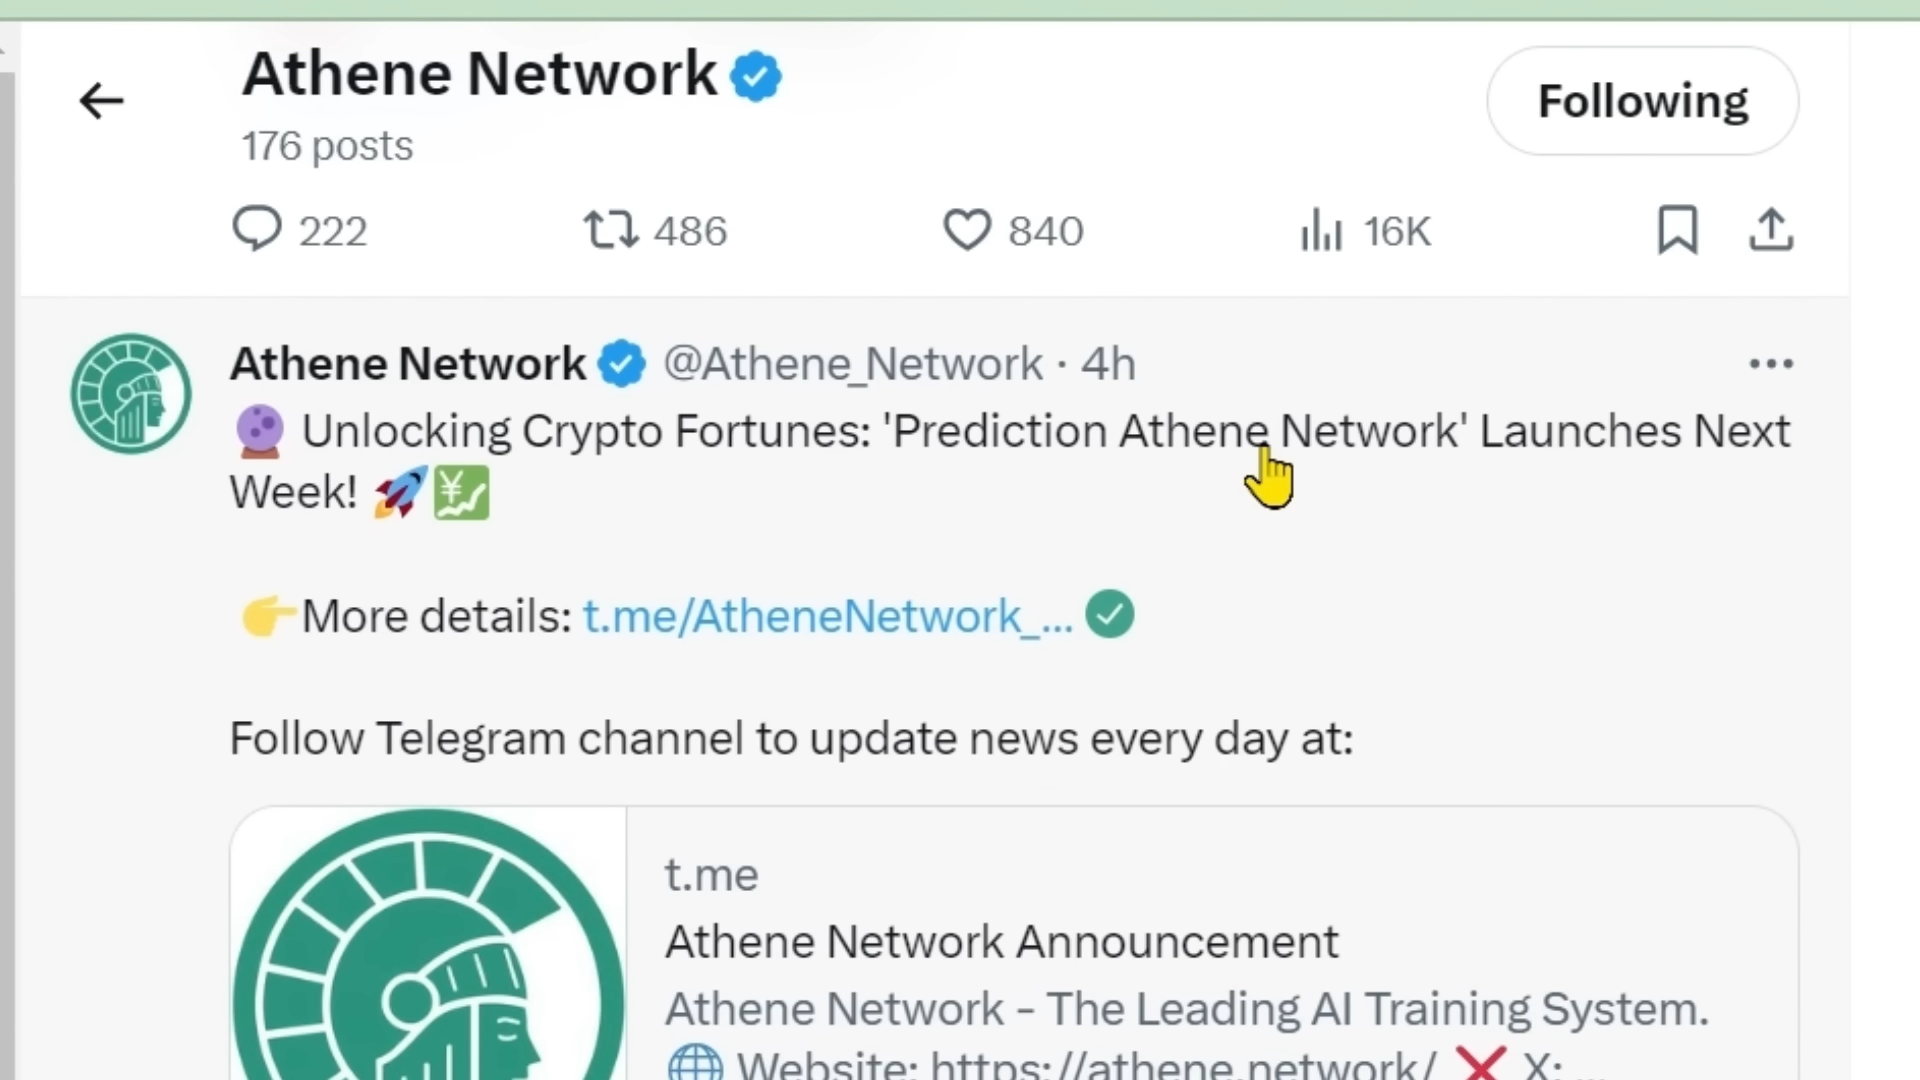 Athene Network
Following
176 posts
222 486 840 16K
Athene Network @Athene_Network · 4h
Unlocking Crypto Fortunes: 'Prediction Athene Network' Launches Next
Week!
More details: t.me/AtheneNetwork_...
Follow Telegram channel to update news every day at:
t.me
Athene Network Announcement
Athene Network - The Leading AI Training System.
Website: https://athene.network/ ❌ X: ...